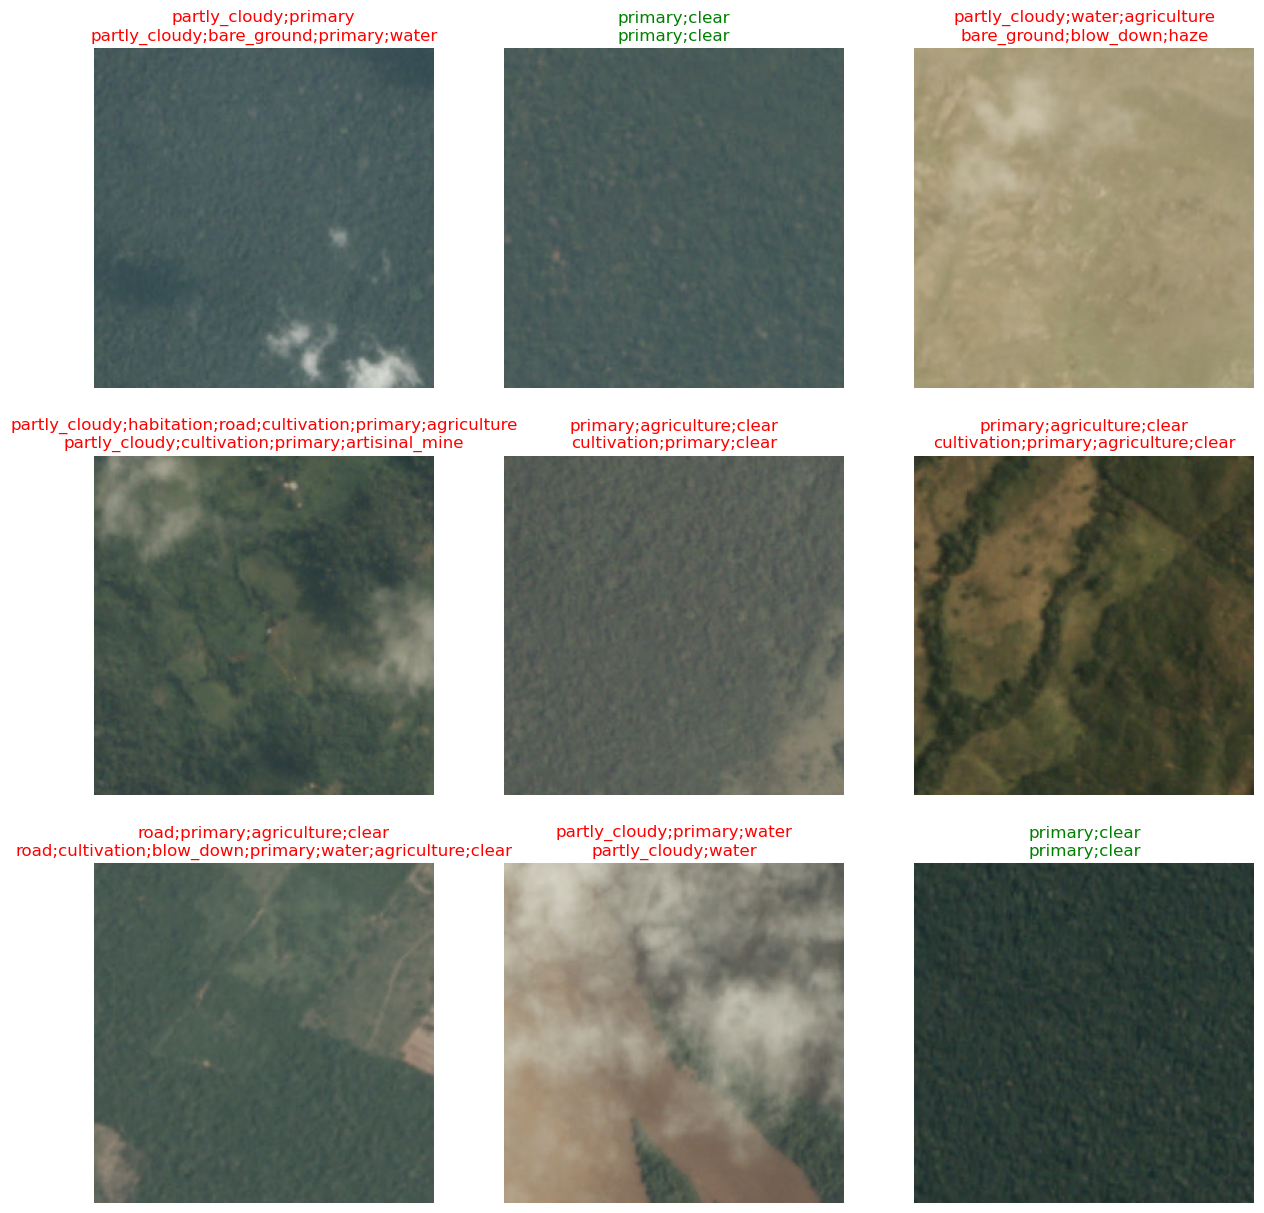 partly_cloudy;primary
partly_cloudy;bare_ground;primary;water
primary;clear
primary;clear
partly_cloudy;water;agriculture
bare_ground;blow_down;haze
partly_cloudy;habitation;road;cultivation;primary;agriculture
partly_cloudy;cultivation;primary;artisinal_mine
primary;agriculture;clear
cultivation;primary;clear
primary;agriculture;clear
cultivation;primary;agriculture;clear
road;primary;agriculture;clear
road;cultivation;blow_down;primary;water;agriculture;clear
partly_cloudy;primary;water
partly_cloudy;water
primary;clear
primary;clear